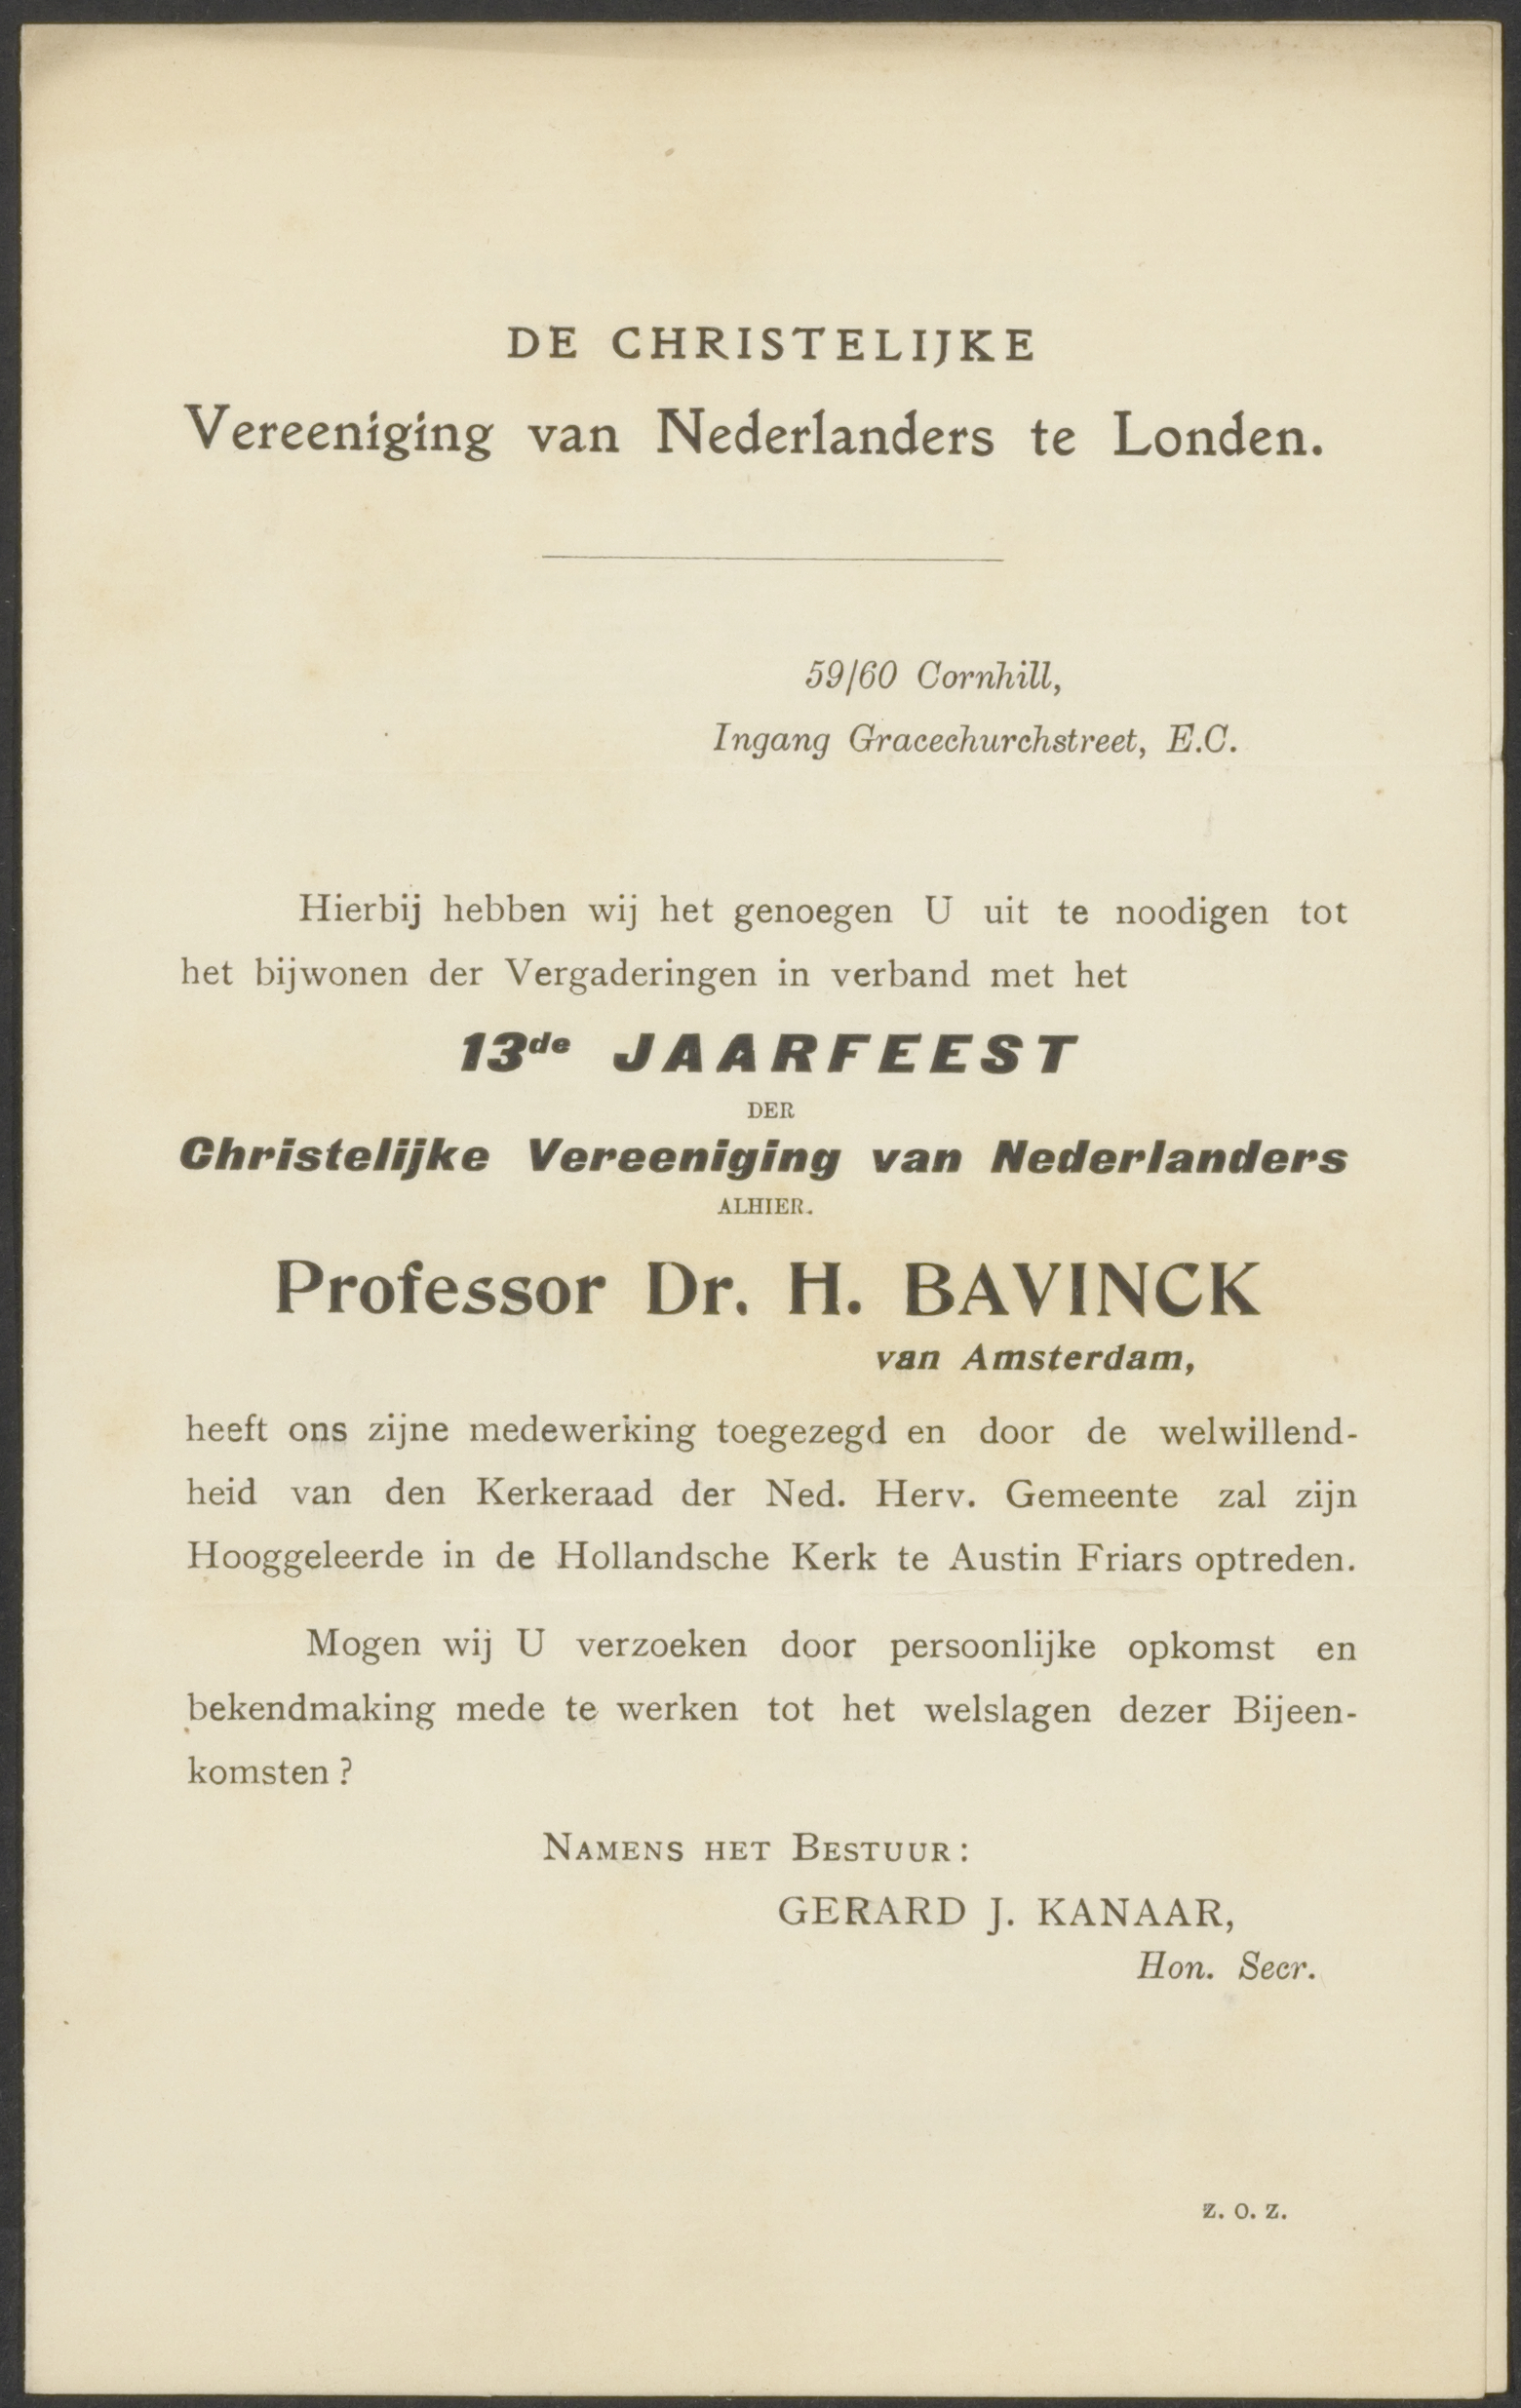 DE CHRISTELIJKE
Vereeniging van Nederlanders te Londen.
59/60 Cornhill,
Ingang Gracechurchstreet, E.C.
Hierbij hebben wij het genoegen U uit te noodigen tot
het bijwonen der Vergaderingen in verband met het
13de JAARFEEST
DER
Christelijke Vereeniging van Nederlanders
ALHIER.
Professor Dr. H. BAVINCK
van Amsterdam,
heeft ons zijne medewerking toegezegd en door de welwillend-
heid van den Kerkeraad der Ned. Herv. Gemeente zal zijn
Hooggeleerde in de Hollandsche Kerk te Austin Friars optreden.
Mogen wij U verzoeken door persoonlijke opkomst en
bekendmaking mede te werken tot het welslagen dezer Bijeen-
komsten ?
NAMENS HET BESTUUR :
GERARD J. KANAAR,
Hon. Secr.
Z. O. Z.